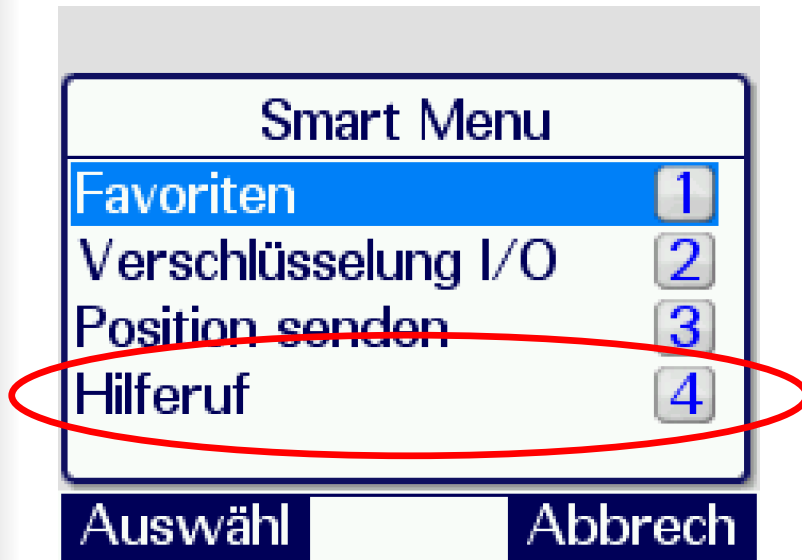 Smart Menu
Favoriten 1
Verschlüsselung I/O 2
Position senden 3
Hilferuf 4
Auswähl Abbrech